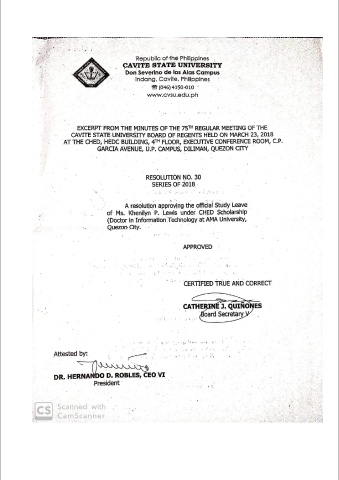 Republic of the Philippines
CAVITE STATE UNIVERSITY
Don Severino de las Alas Campus
Indang, Cavite, Philippines
☎ (046) 4150-010
www.cvsu.edu.ph
EXCERPT FROM THE MINUTES OF THE 75TH REGULAR MEETING OF THE
CAVITE STATE UNIVERSITY BOARD OF REGENTS HELD ON MARCH 23, 2018
AT THE CHED, HEDC BUILDING, 4TH FLOOR, EXECUTIVE CONFERENCE ROOM, C.P.
GARCIA AVENUE, U.P. CAMPUS, DILIMAN, QUEZON CITY
RESOLUTION NO. 30
SERIES OF 2018
A resolution approving the official Study Leave
of Ms. Khenilyn P. Lewis under CHED Scholarship
(Doctor in Information Technology at AMA University,
Quezon City.
APPROVED
CERTIFIED TRUE AND CORRECT
CATHERINE J. QUIÑONES
Board Secretary V
Attested by:
DR. HERNANDO D. ROBLES, CEO VI
President
CS Scanned with
CamScanner